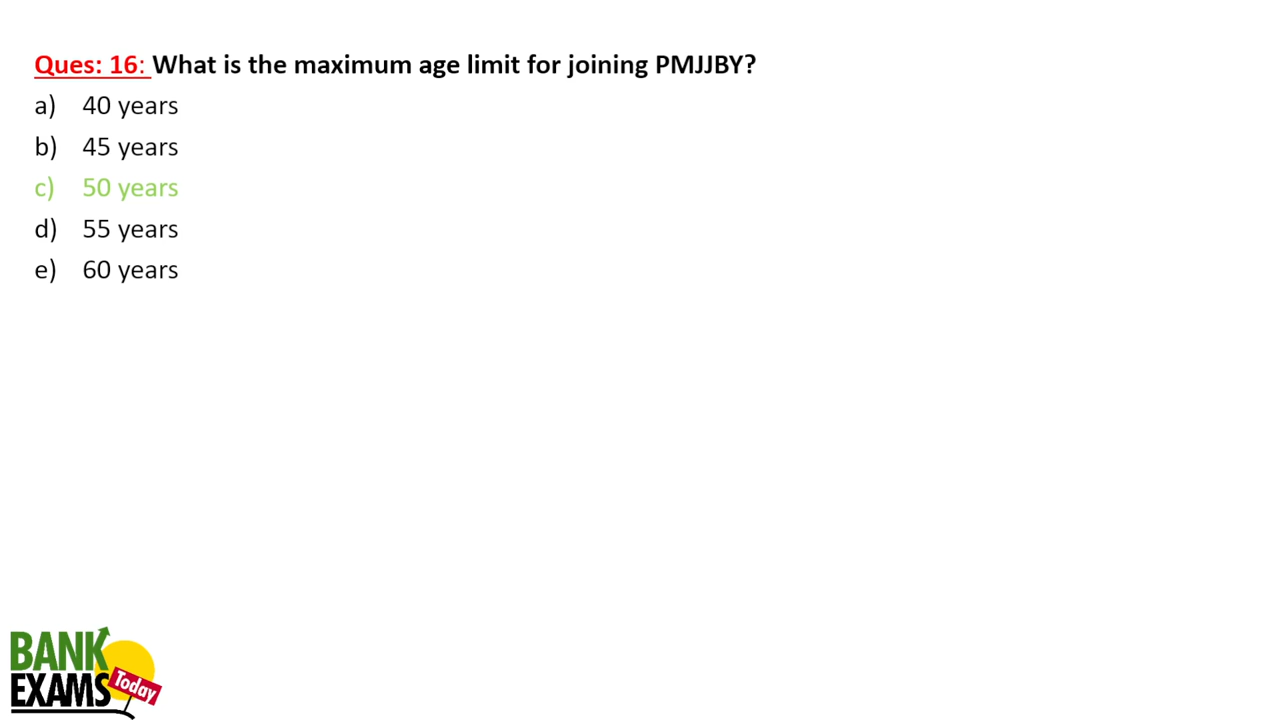 Ques: 16: What is the maximum age limit for joining PMJJBY?
a) 40 years
b) 45 years
c) 50 years
d) 55 years
e) 60 years
BANK
EXAMS
Today